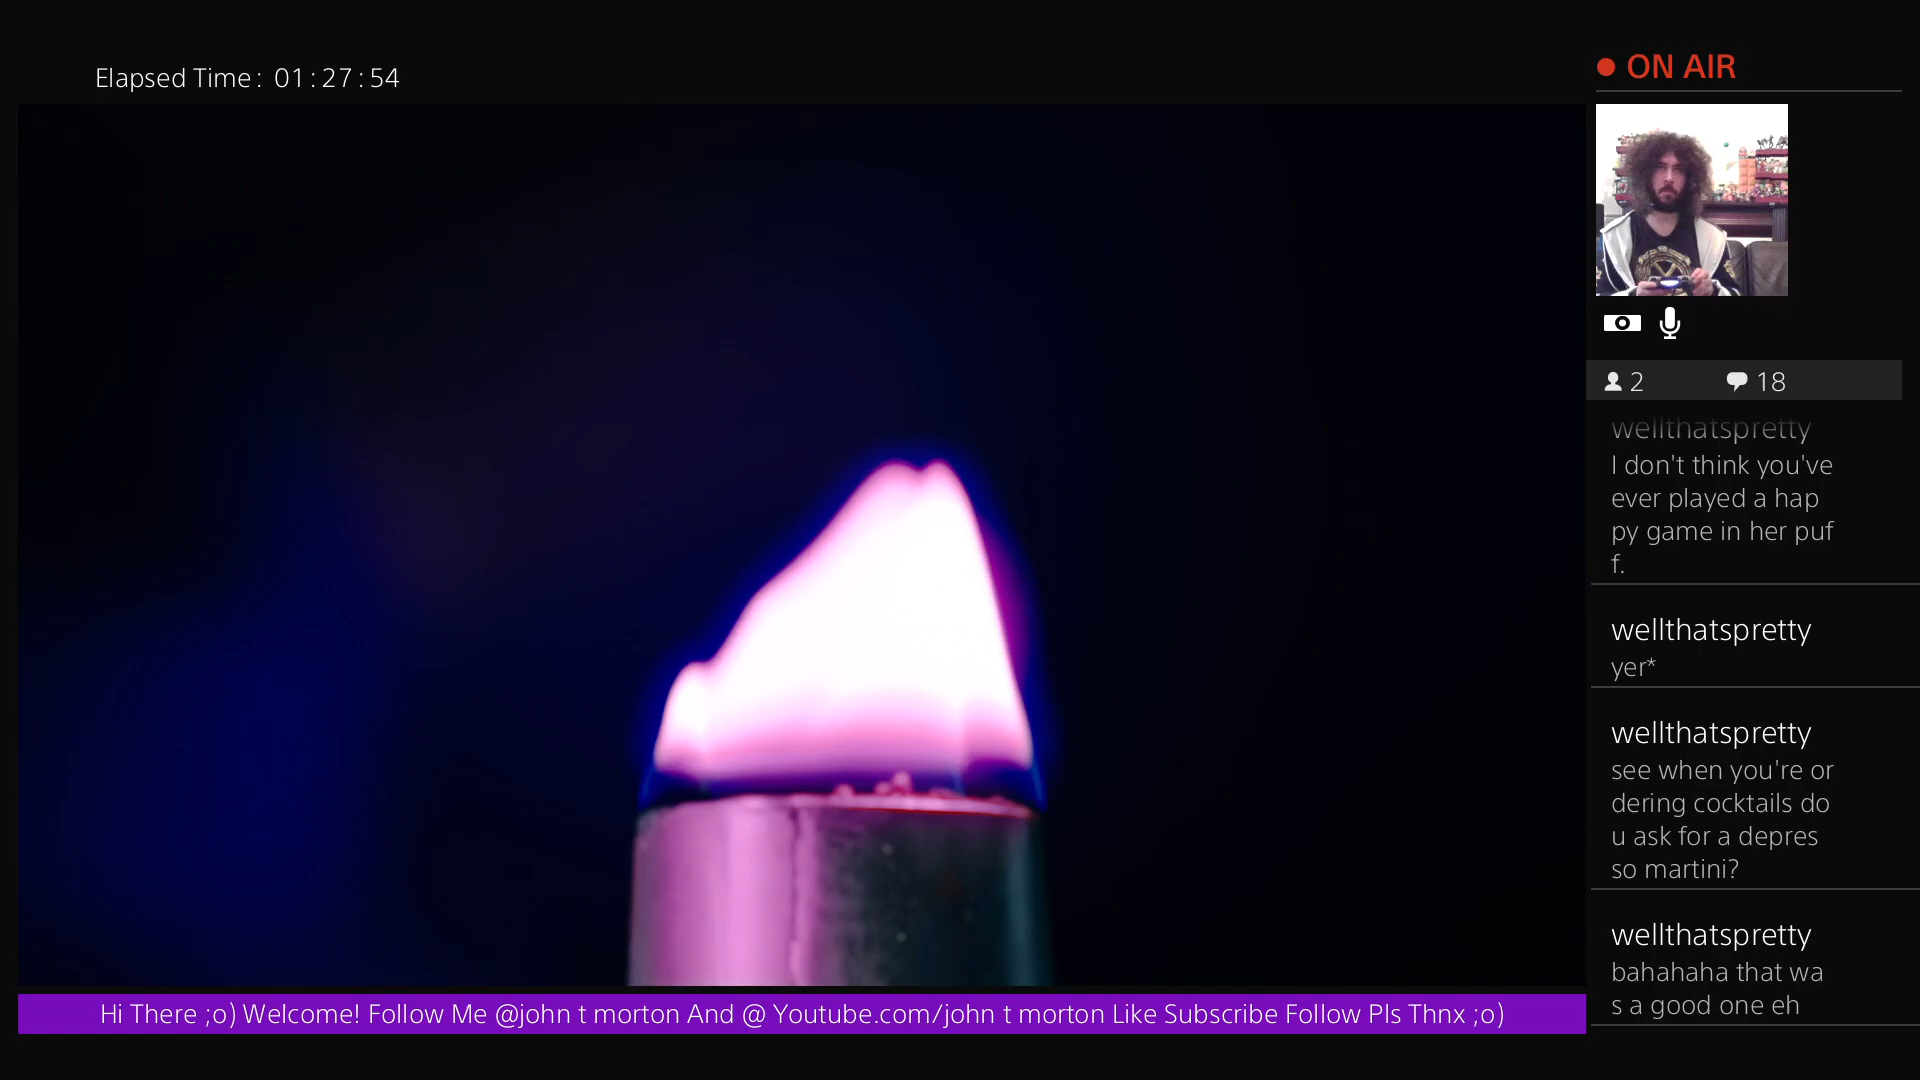 Elapsed Time: 01:27:54
ON AIR
2 18
wellthatspretty
I don't think you've
ever played a hap
py game in her puf
f.
wellthatspretty
yer*
wellthatspretty
see when you're or
dering cocktails do
u ask for a depres
so martini?
wellthatspretty
bahahaha that wa
s a good one eh
Hi There ;o) Welcome! Follow Me @john t morton And @ Youtube.com/john t morton Like Subscribe Follow Pls Thnx ;o)